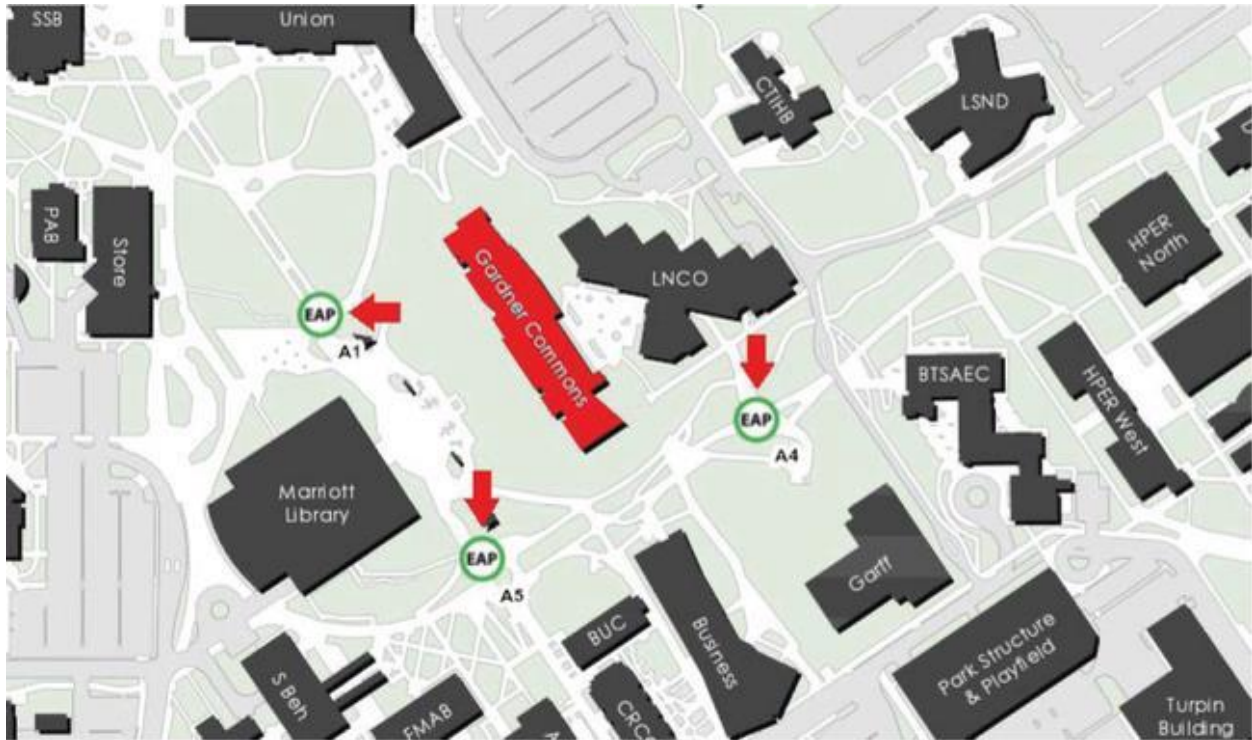 SSB
Union
CTIHB
LSND
PAB
Store
Gardner Commons
LNCO
HPER
North
EAP
A1
EAP
A4
BTSAEC
HPER West
Marriott
Library
EAP
A5
Garff
BUC
Business
S Beh
FMAB
CRCC
Park Structure
& Playfield
Turpin
Building